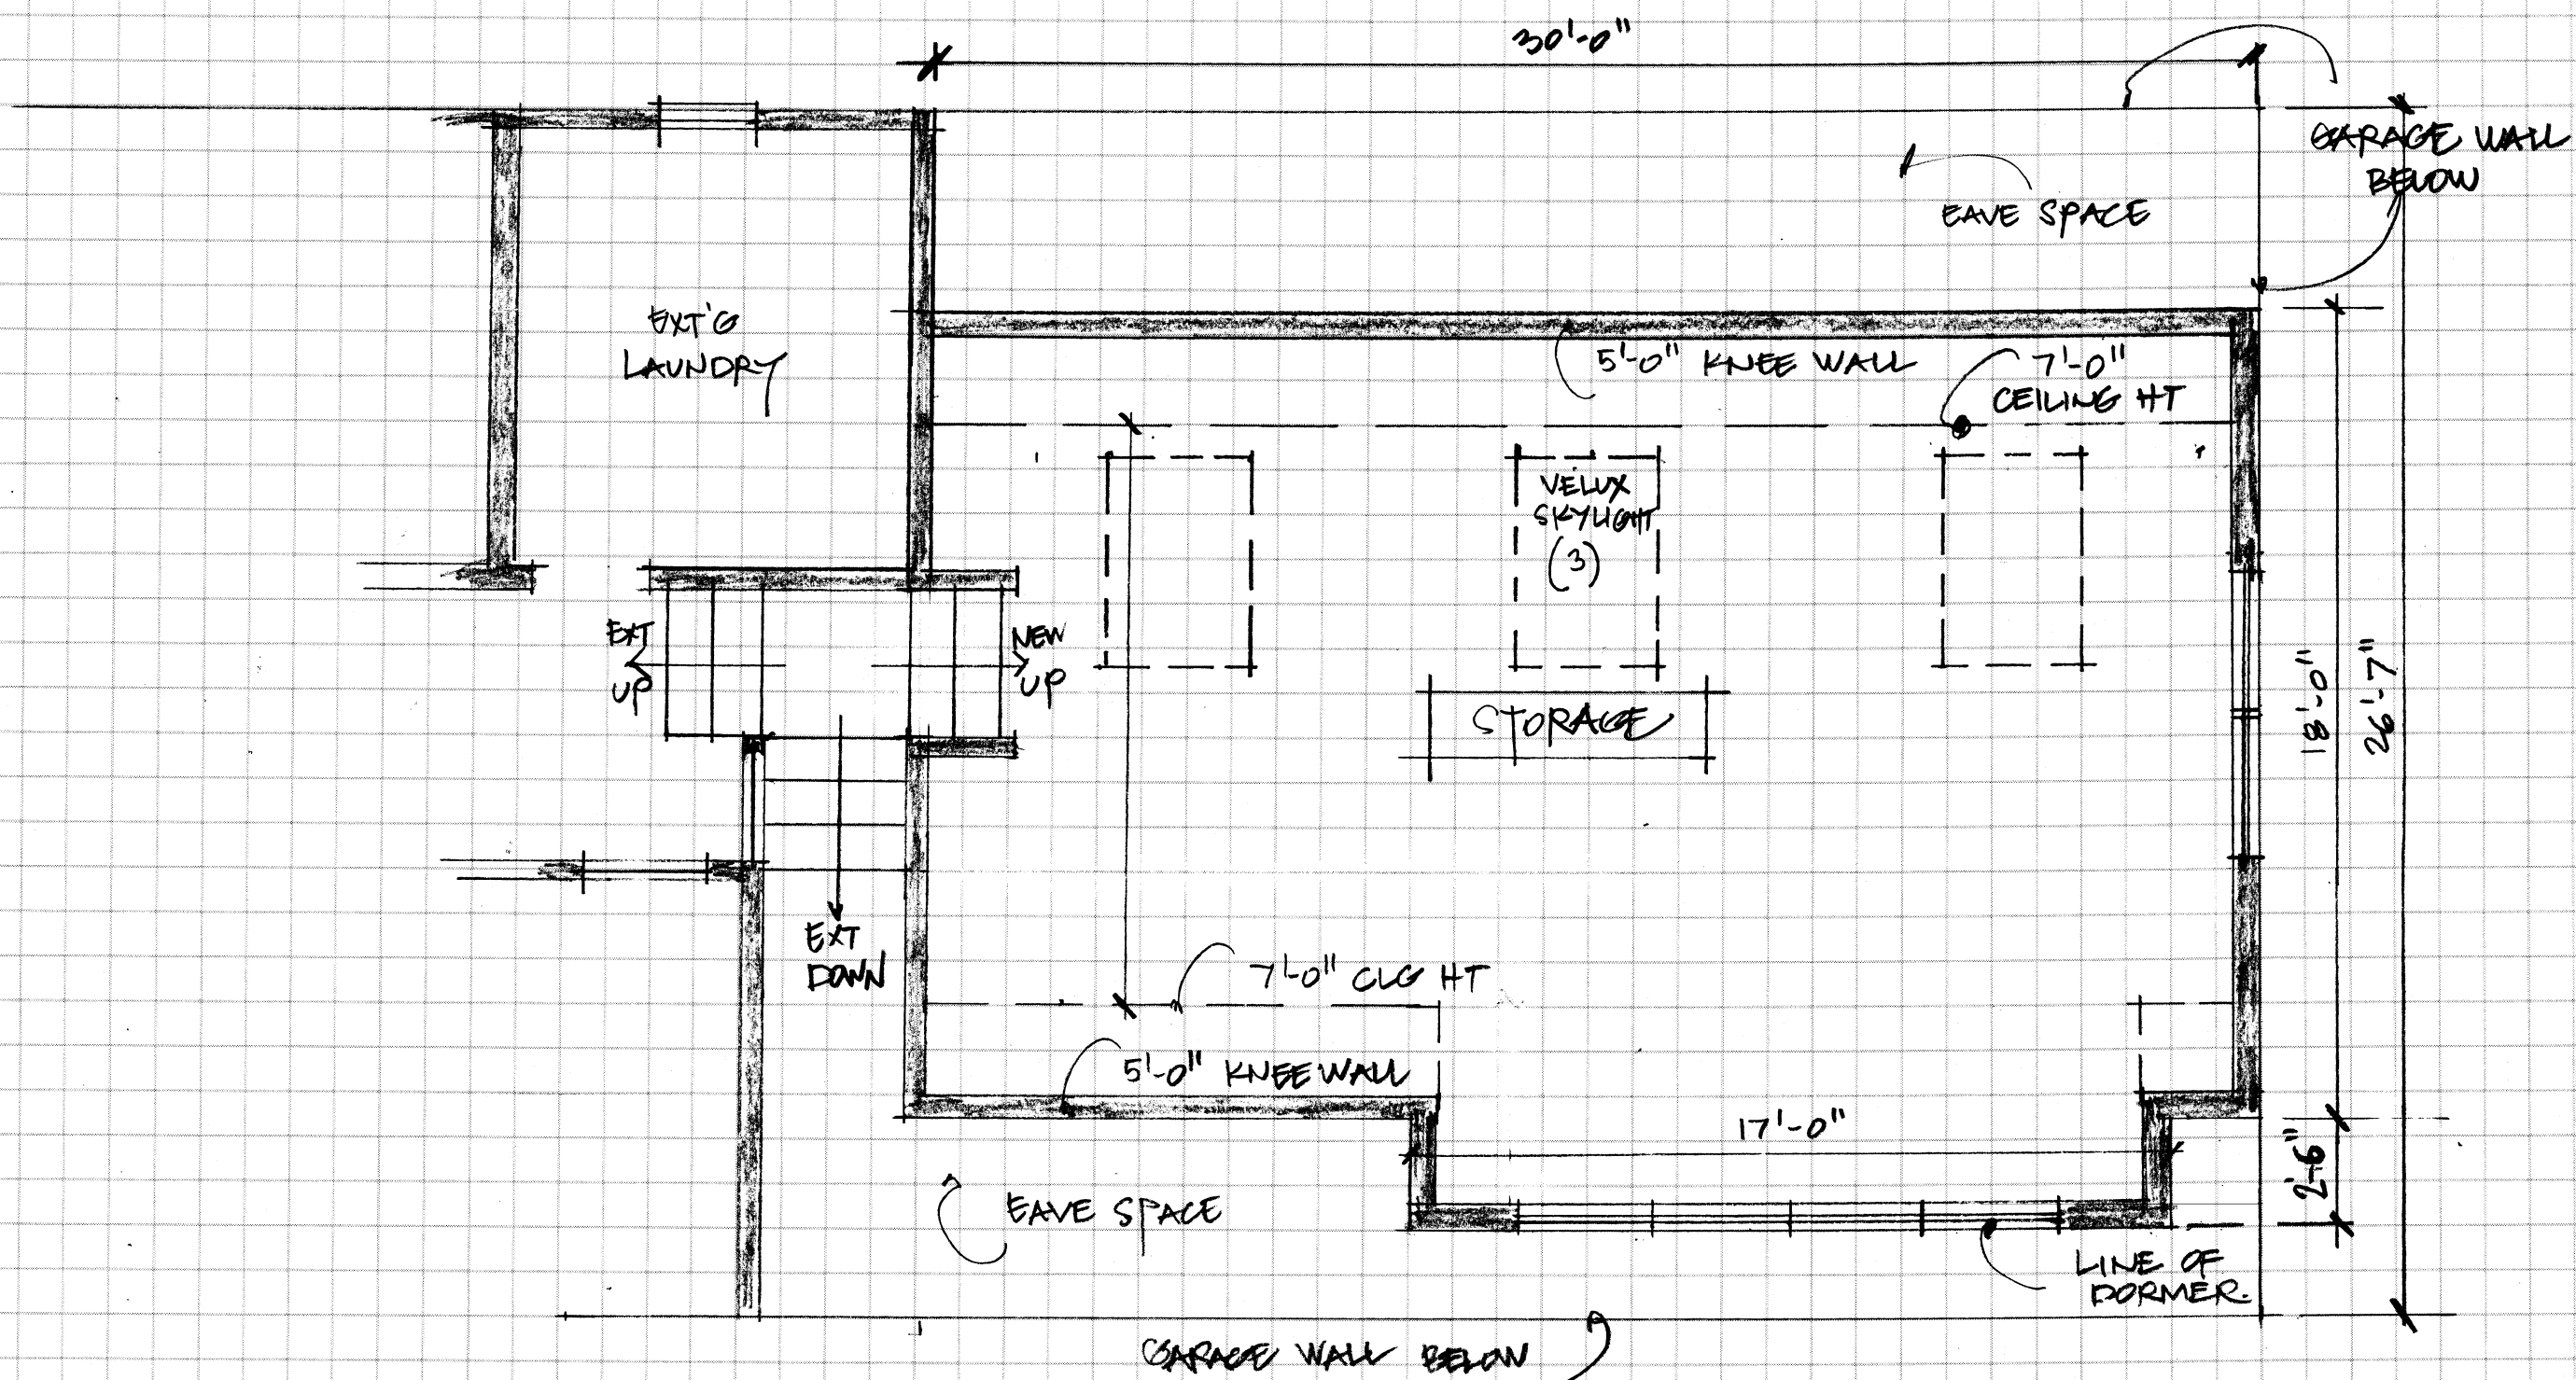 30'-0"
GARAGE WALL
BELOW
EAVE SPACE
EXT'G
LAUNDRY
5'-0" KNEE WALL
7'-0"
CEILING HT
VELUX
SKYLIGHT
(3)
EXT
UP
NEW
UP
STORAGE
18'-0"
26'-7"
EXT
DOWN
7'-0" CLG HT
5'-0" KNEE WALL
17'-0"
2'-6"
EAVE SPACE
LINE OF
DORMER.
GARAGE WALL BELOW